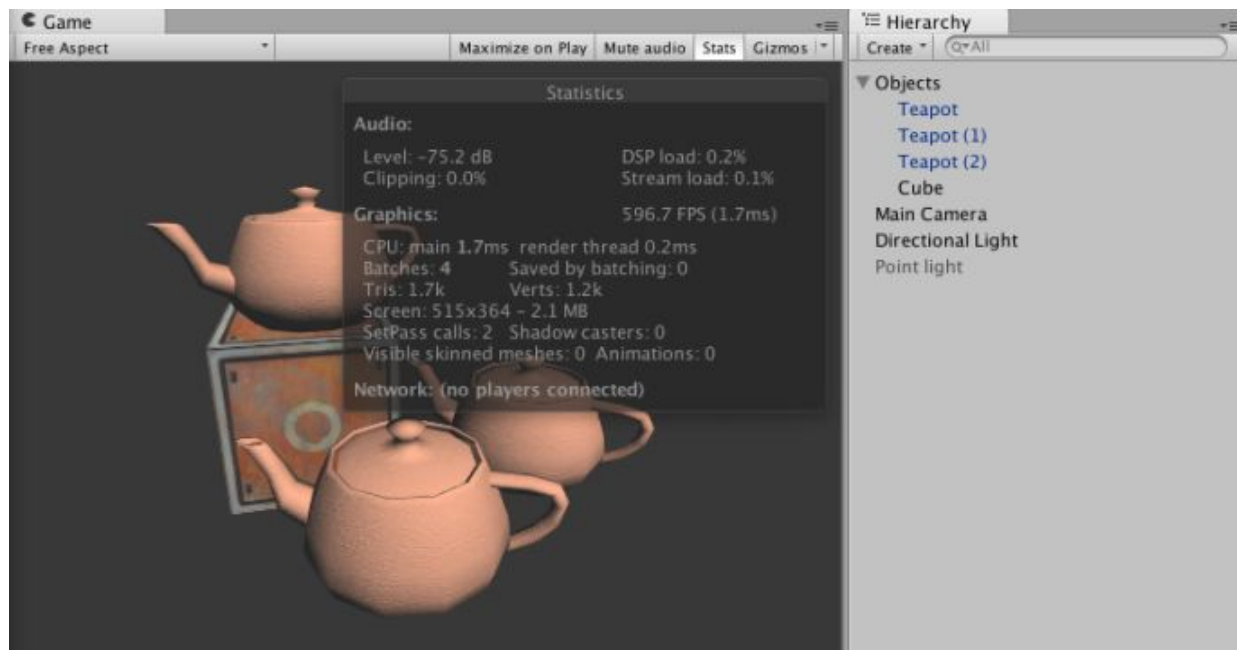 Game
Free Aspect
Maximize on Play Mute audio Stats Gizmos
Statistics
Audio:
Level: -75.2 dB DSP load: 0.2%
Clipping: 0.0% Stream load: 0.1%
Graphics: 596.7 FPS (1.7ms)
CPU: main 1.7ms render thread 0.2ms
Batches: 4 Saved by batching: 0
Tris: 1.7k Verts: 1.2k
Screen: 515x364 - 2.1 MB
SetPass calls: 2 Shadow casters: 0
Visible skinned meshes: 0 Animations: 0
Network: (no players connected)
Hierarchy
Create All
Objects
Teapot
Teapot (1)
Teapot (2)
Cube
Main Camera
Directional Light
Point light